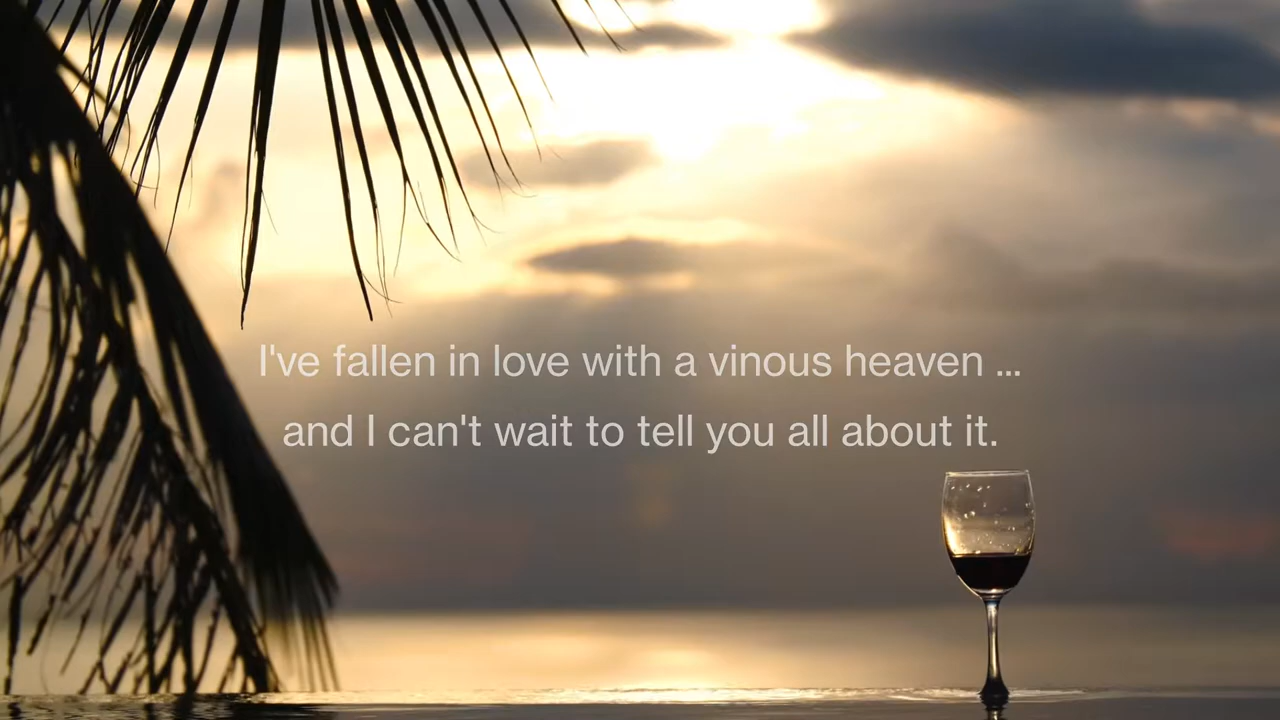 I've fallen in love with a vinous heaven ...
and I can't wait to tell you all about it.